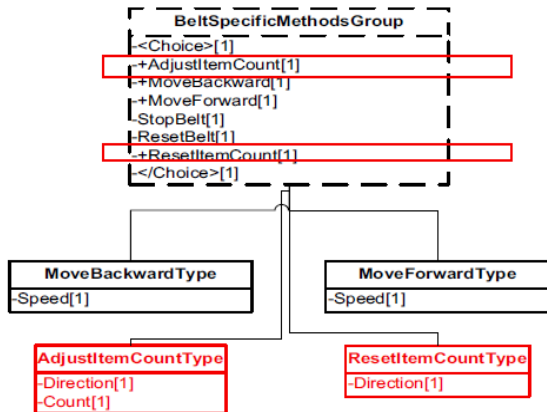 BeltSpecificMethodsGroup
-<Choice>[1]
-+AdjustItemCount[1]
-+MoveBackward[1]
-+MoveForward[1]
-StopBelt[1]
-ResetBelt[1]
-+ResetItemCount[1]
-</Choice>[1]
MoveBackwardType
-Speed[1]
MoveForwardType
-Speed[1]
AdjustItemCountType
-Direction[1]
-Count[1]
ResetItemCountType
-Direction[1]